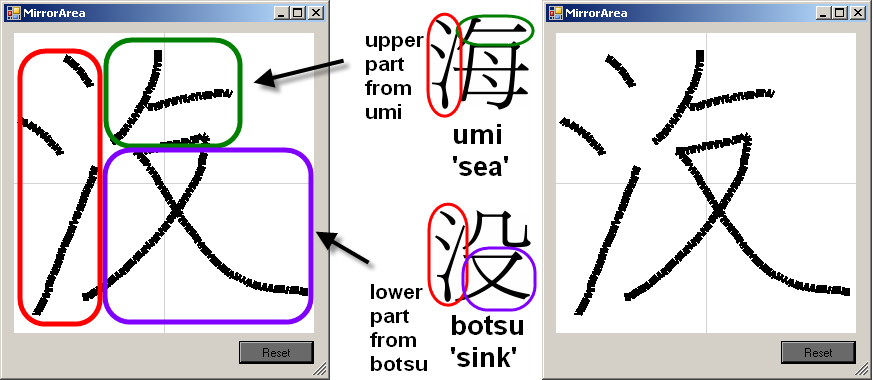 MirrorArea
Reset
upper
part
from
umi
海
umi
'sea'
没
lower
part
from
botsu
botsu
'sink'
MirrorArea
Reset